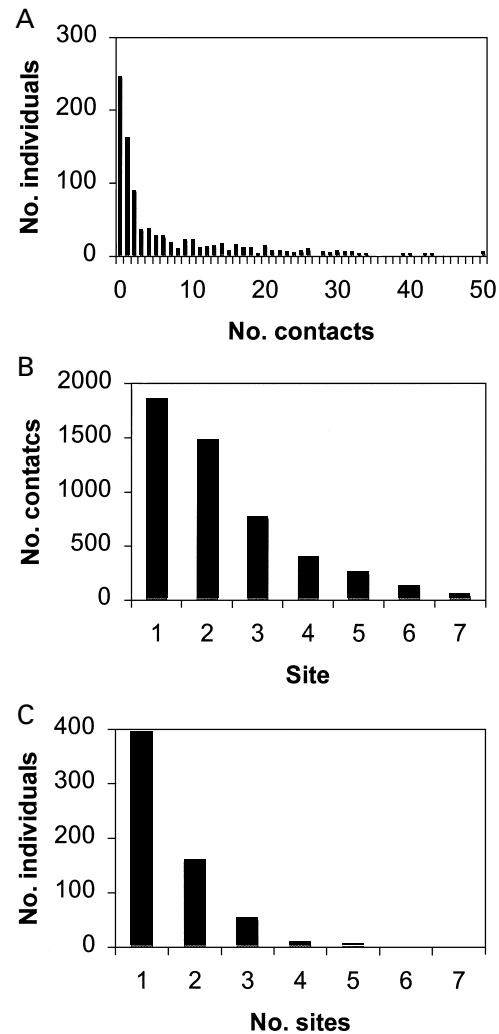 A
No. individuals
300
200
100
0
0 10 20 30 40 50
No. contacts
B
No. contatcs
2000
1500
1000
500
0
1 2 3 4 5 6 7
Site
C
No. individuals
400
300
200
100
0
1 2 3 4 5 6 7
No. sites